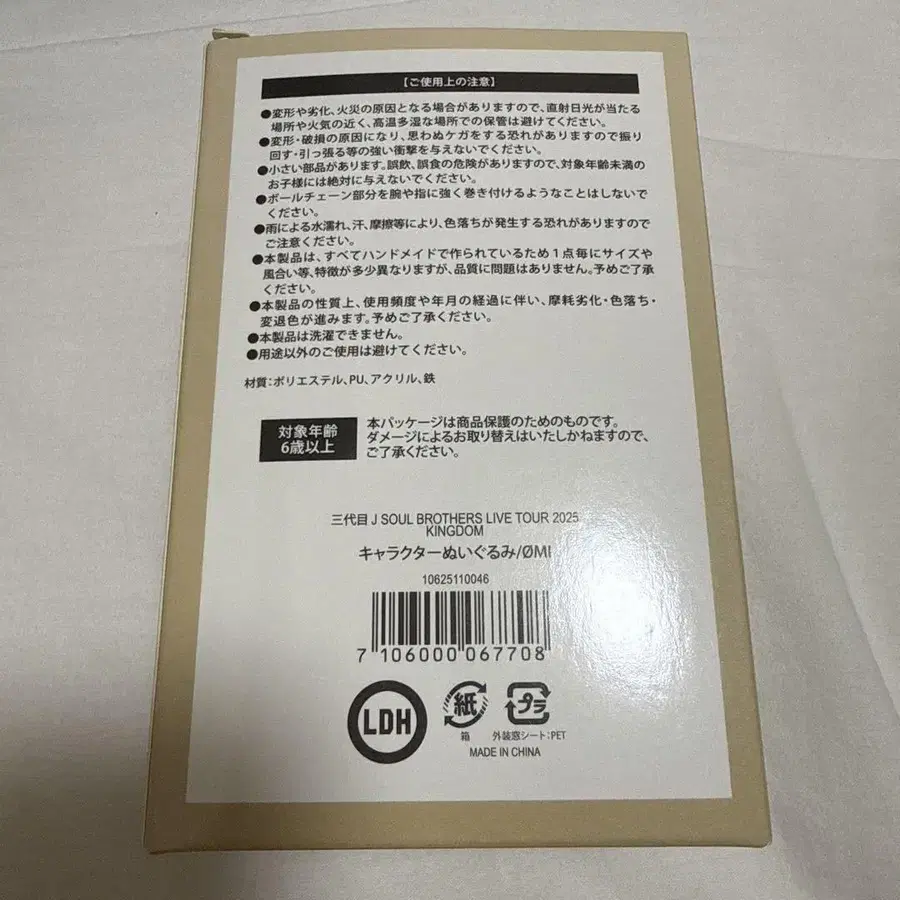 【ご使用上の注意】
●変形や劣化、火災の原因となる場合がありますので、直射日光が当たる
場所や火気の近く、高温多湿な場所での保管は避けてください。
●変形・破損の原因になり、思わぬケガをする恐れがありますので振り
回す・引っ張る等の強い衝撃を与えないでください。
●小さい部品があります。誤飲、誤食の危険がありますので、対象年齢未満の
お子様には絶対に与えないでください。
●ボールチェーン部分を腕や指に強く巻き付けるようなことはしないで
ください。
●雨による水濡れ、汗、摩擦等により、色落ちが発生する恐れがありますので
ご注意ください。
●本製品は、すべてハンドメイドで作られているため1点毎にサイズや
風合い等、特徴が多少異なりますが、品質に問題はありません。予めご了承
ください。
●本製品の性質上、使用頻度や年月の経過に伴い、摩耗劣化・色落ち・
変退色が進みます。予めご了承ください。
●本製品は洗濯できません。
●用途以外のご使用は避けてください。
材質:ポリエステル、PU、アクリル、鉄
対象年齢
6歳以上
本パッケージは商品保護のためのものです。
ダメージによるお取り替えはいたしかねますので、
ご了承ください。
三代目 J SOUL BROTHERS LIVE TOUR 2025
KINGDOM
キャラクターぬいぐるみ/ØMI
10625110046
7 106000 067708
LDH
紙
プラ
箱
外装窓シート:PET
MADE IN CHINA